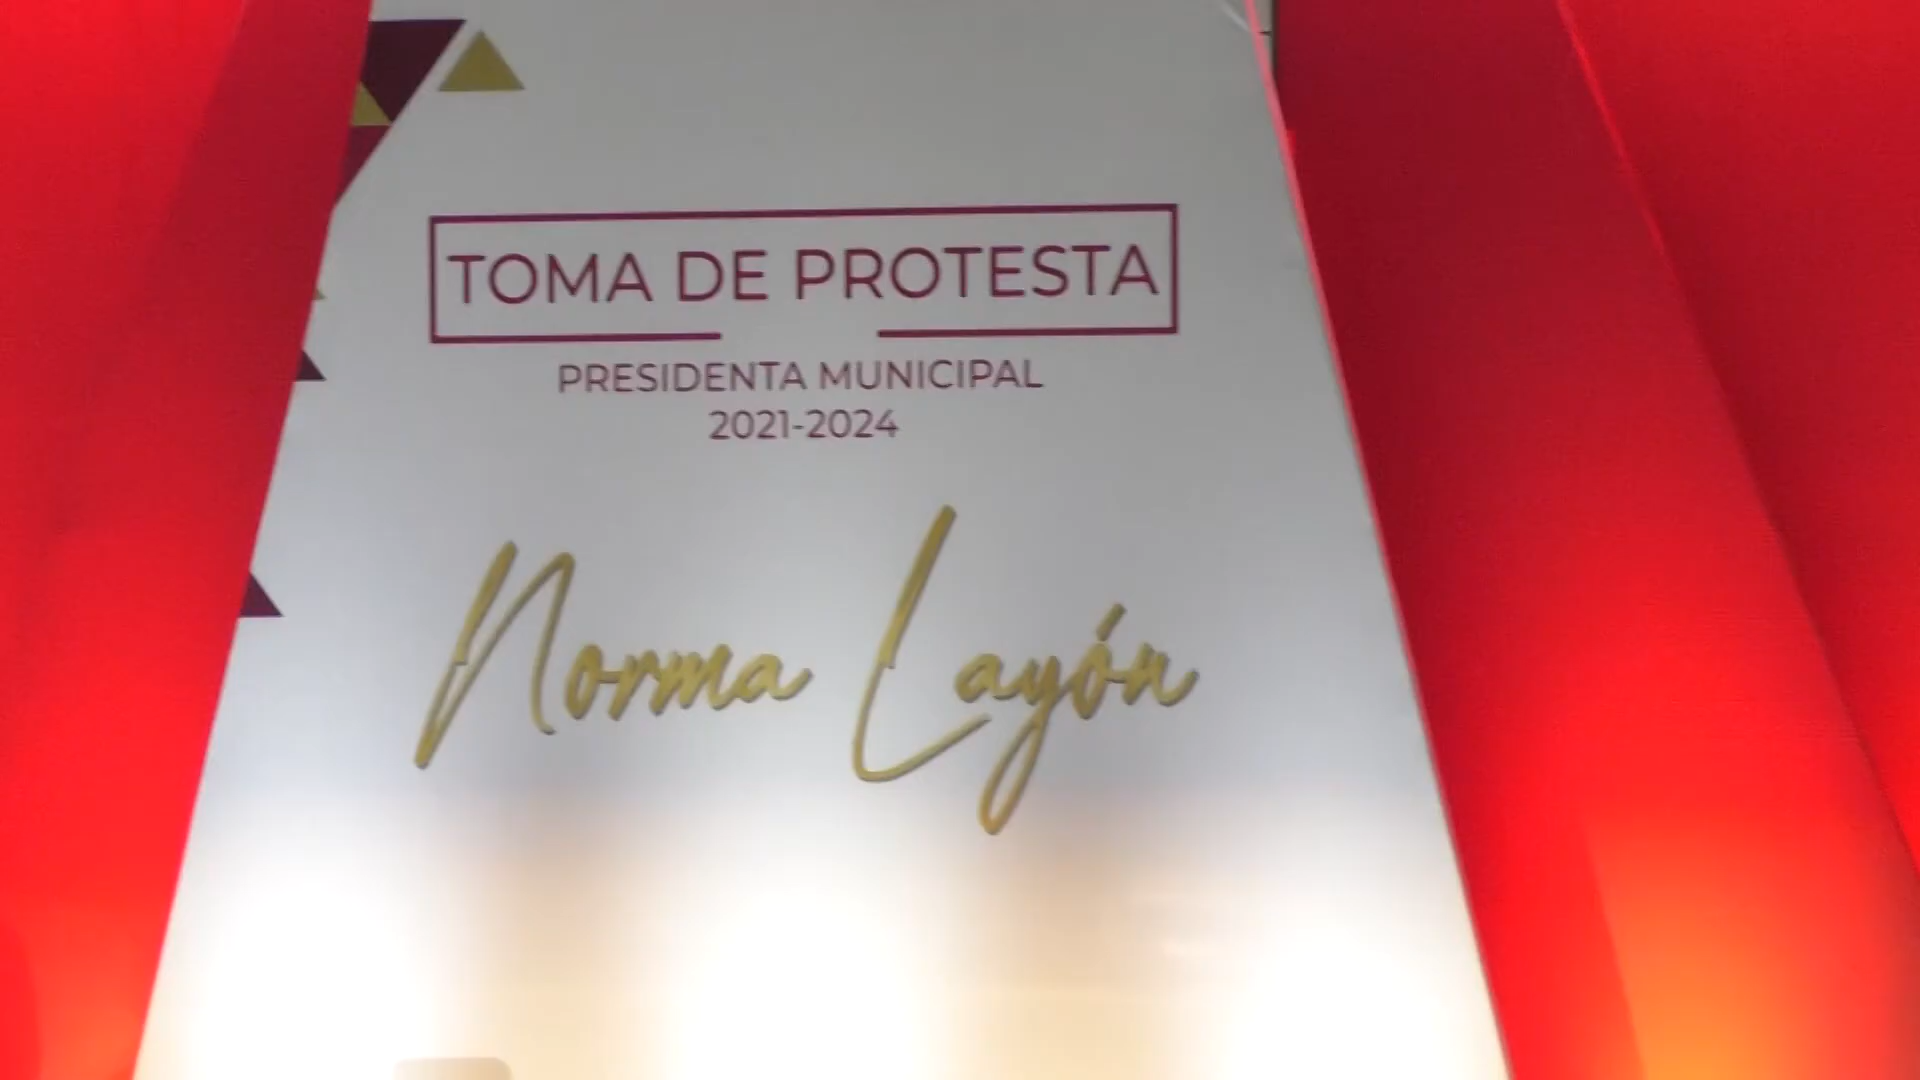 TOMA DE PROTESTA
PRESIDENTA MUNICIPAL
2021-2024
Norma Layón